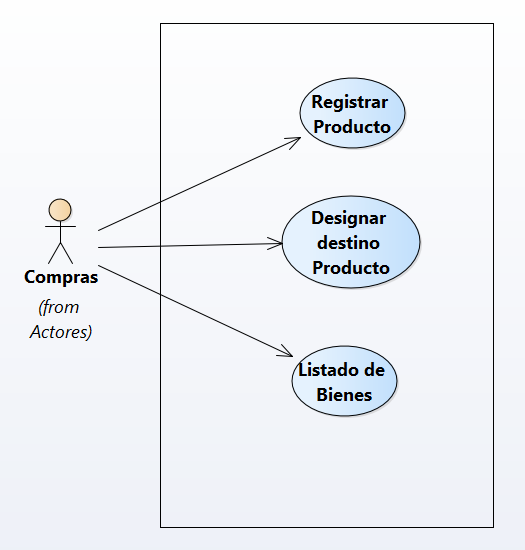 Registrar
Producto
Designar
destino
Producto
Compras
(from
Actores)
Listado de
Bienes